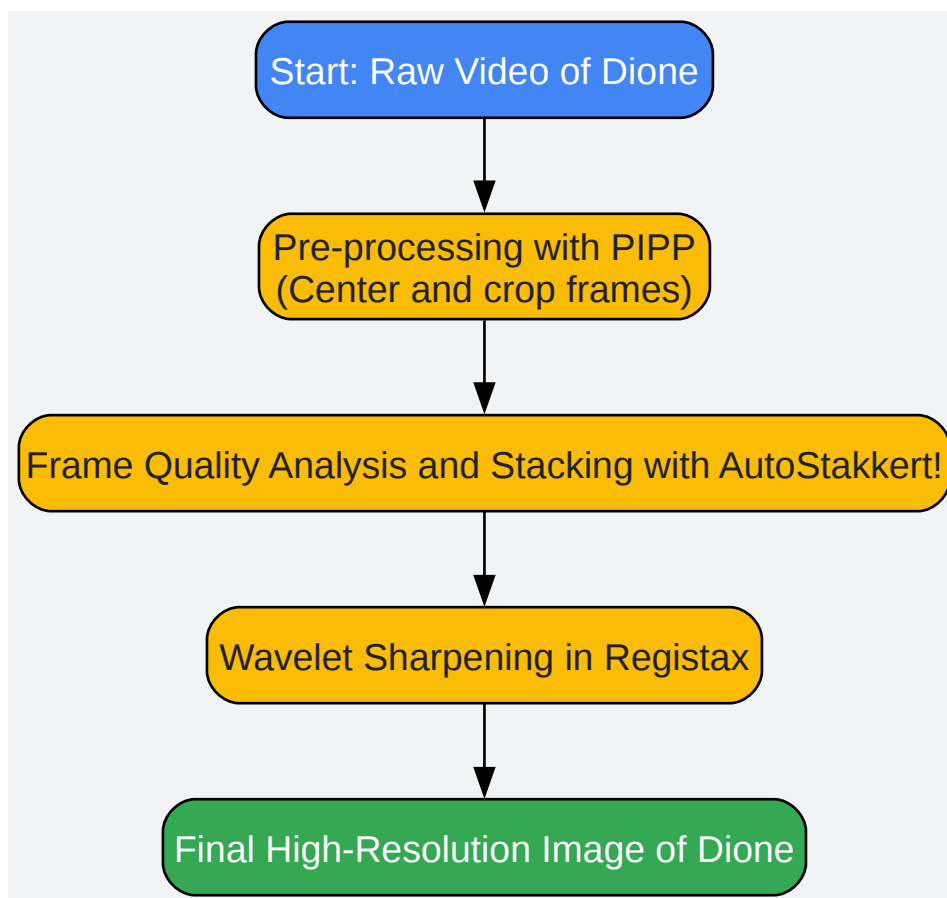 Start: Raw Video of Dione
Pre-processing with PIPP
(Center and crop frames)
Frame Quality Analysis and Stacking with AutoStakkert!
Wavelet Sharpening in Registax
Final High-Resolution Image of Dione